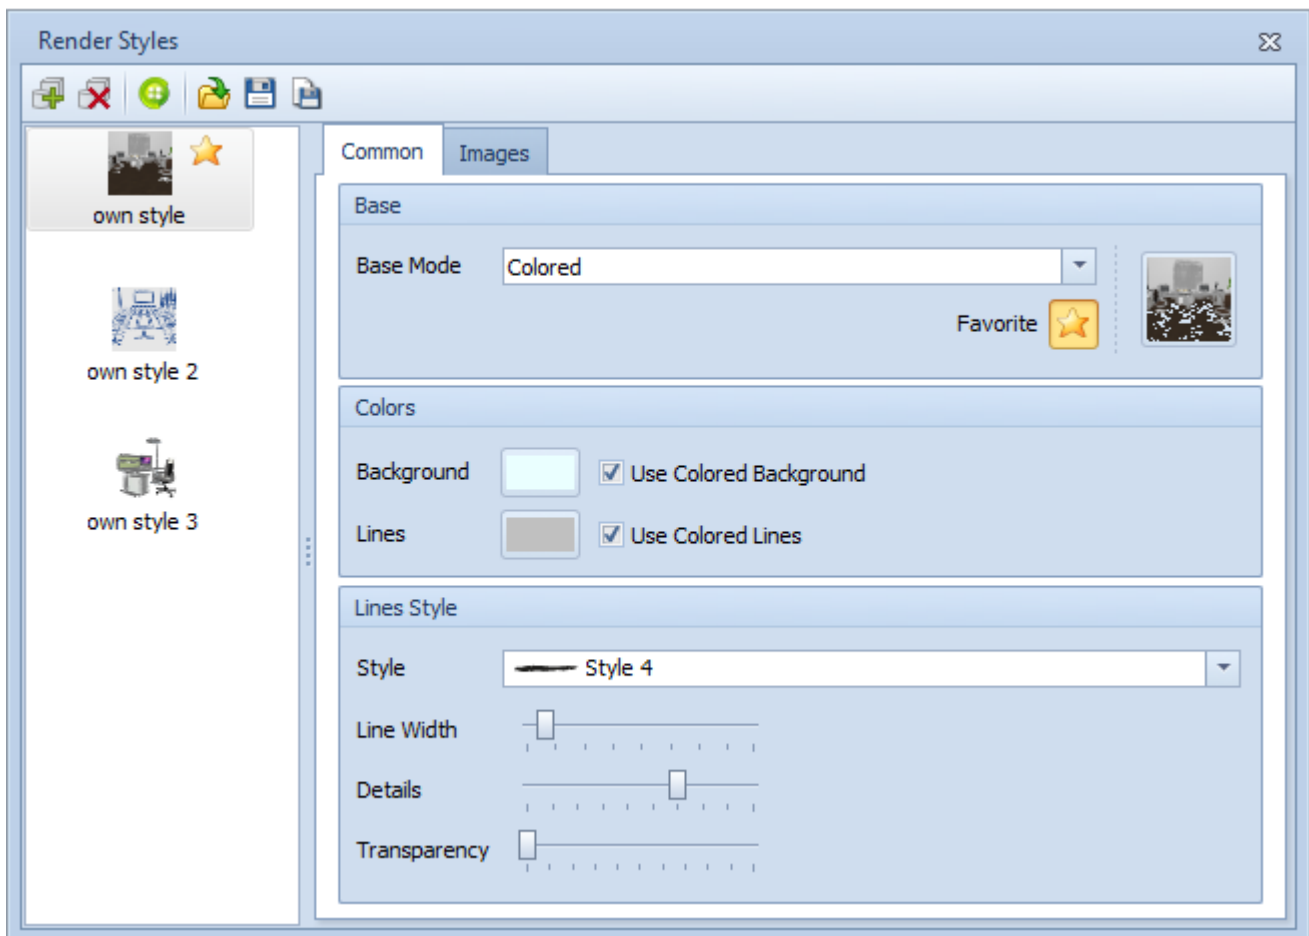 Render Styles
own style
own style 2
own style 3
Common Images
Base
Base Mode Colored
Favorite
Colors
Background Use Colored Background
Lines Use Colored Lines
Lines Style
Style Style 4
Line Width
Details
Transparency